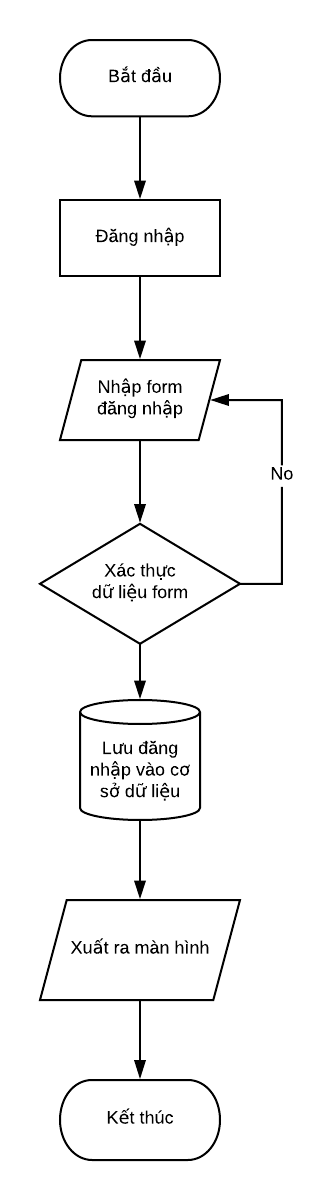 Bắt đầu
Đăng nhập
Nhập form
đăng nhập
No
Xác thực
dữ liệu form
Lưu đăng
nhập vào cơ
sở dữ liệu
Xuất ra màn hình
Kết thúc